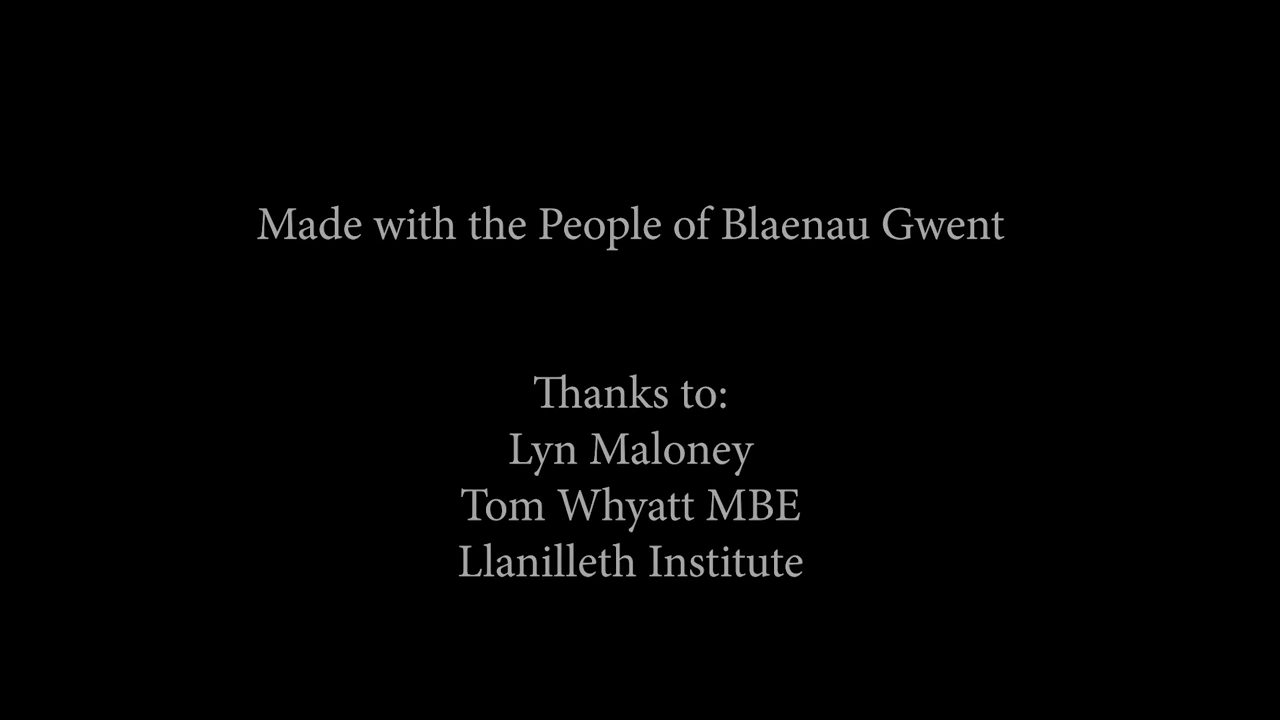 Made with the People of Blaenau Gwent
Thanks to:
Lyn Maloney
Tom Whyatt MBE
Llanilleth Institute